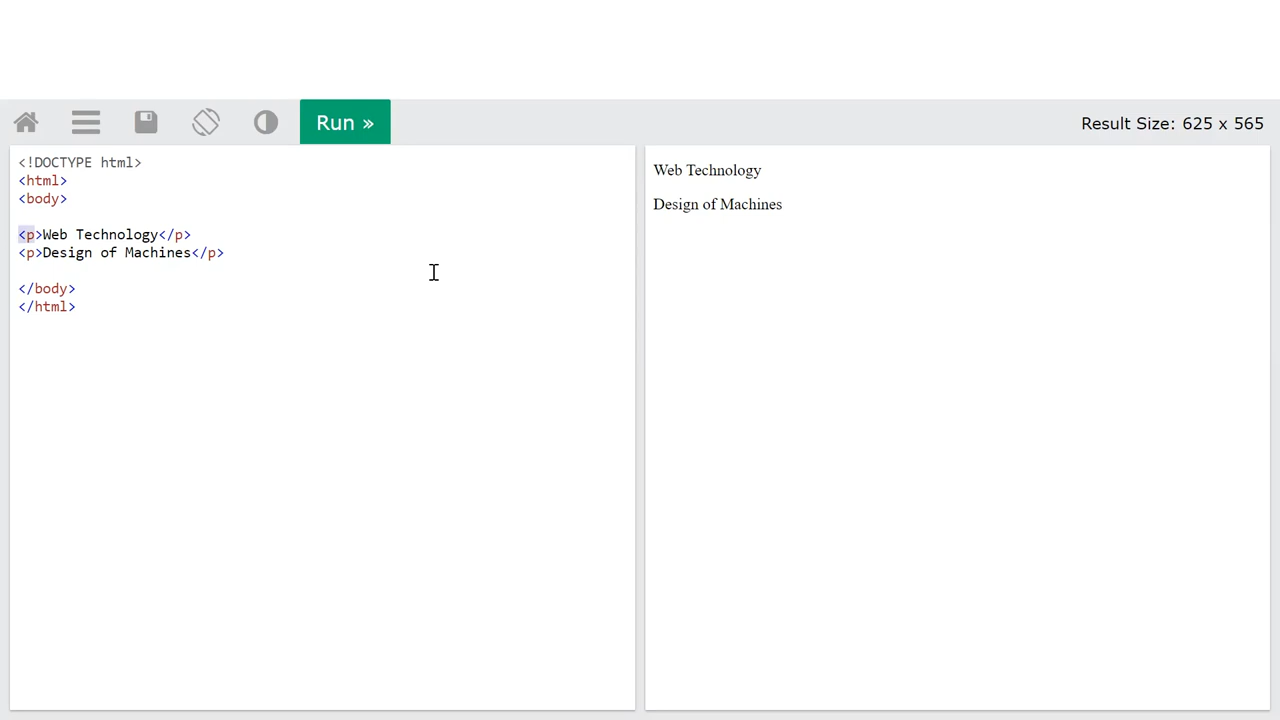 Run »
Result Size: 625 x 565
<!DOCTYPE html>
<html>
<body>
<p>Web Technology</p>
<p>Design of Machines</p>
</body>
</html>
Web Technology
Design of Machines